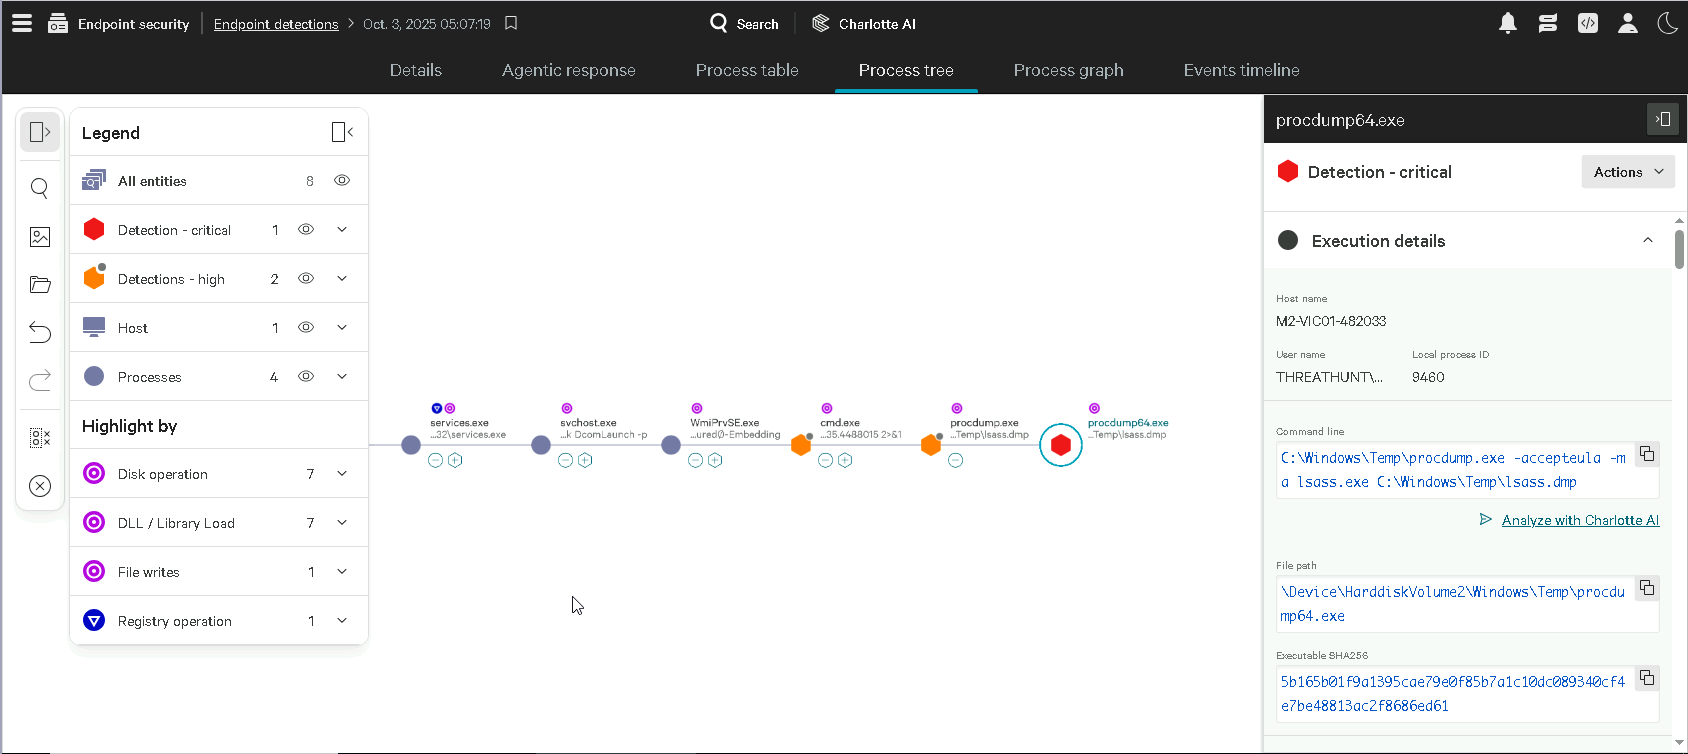 Endpoint security
Endpoint detections > Oct. 3, 2025 05:07:19
Search
Charlotte AI
Details
Agentic response
Process table
Process tree
Process graph
Events timeline
Legend
All entities 8
Detection - critical 1
Detections - high 2
Host 1
Processes 4
Highlight by
Disk operation 7
DLL / Library Load 7
File writes 1
Registry operation 1
services.exe
...32\services.exe
svchost.exe
...k DcomLaunch -p
WmiPrvSE.exe
...ured\0-Embedding
cmd.exe
...35.4488015 2>&1
procdump.exe
...Temp\lsass.dmp
procdump64.exe
...Temp\lsass.dmp
procdump64.exe
Detection - critical
Actions
Execution details
Host name
M2-VIC01-482033
User name
THREATHUNT\...
Local process ID
9460
Command line
C:\Windows\Temp\procdump.exe -accepteula -m
a lsass.exe C:\Windows\Temp\lsass.dmp
Analyze with Charlotte AI
File path
\Device\HarddiskVolume2\Windows\Temp\procdu
mp64.exe
Executable SHA256
5b165b01f9a1395cae79e0f85b7a1c10dc089340cf4
e7be48813ac2f8686ed61